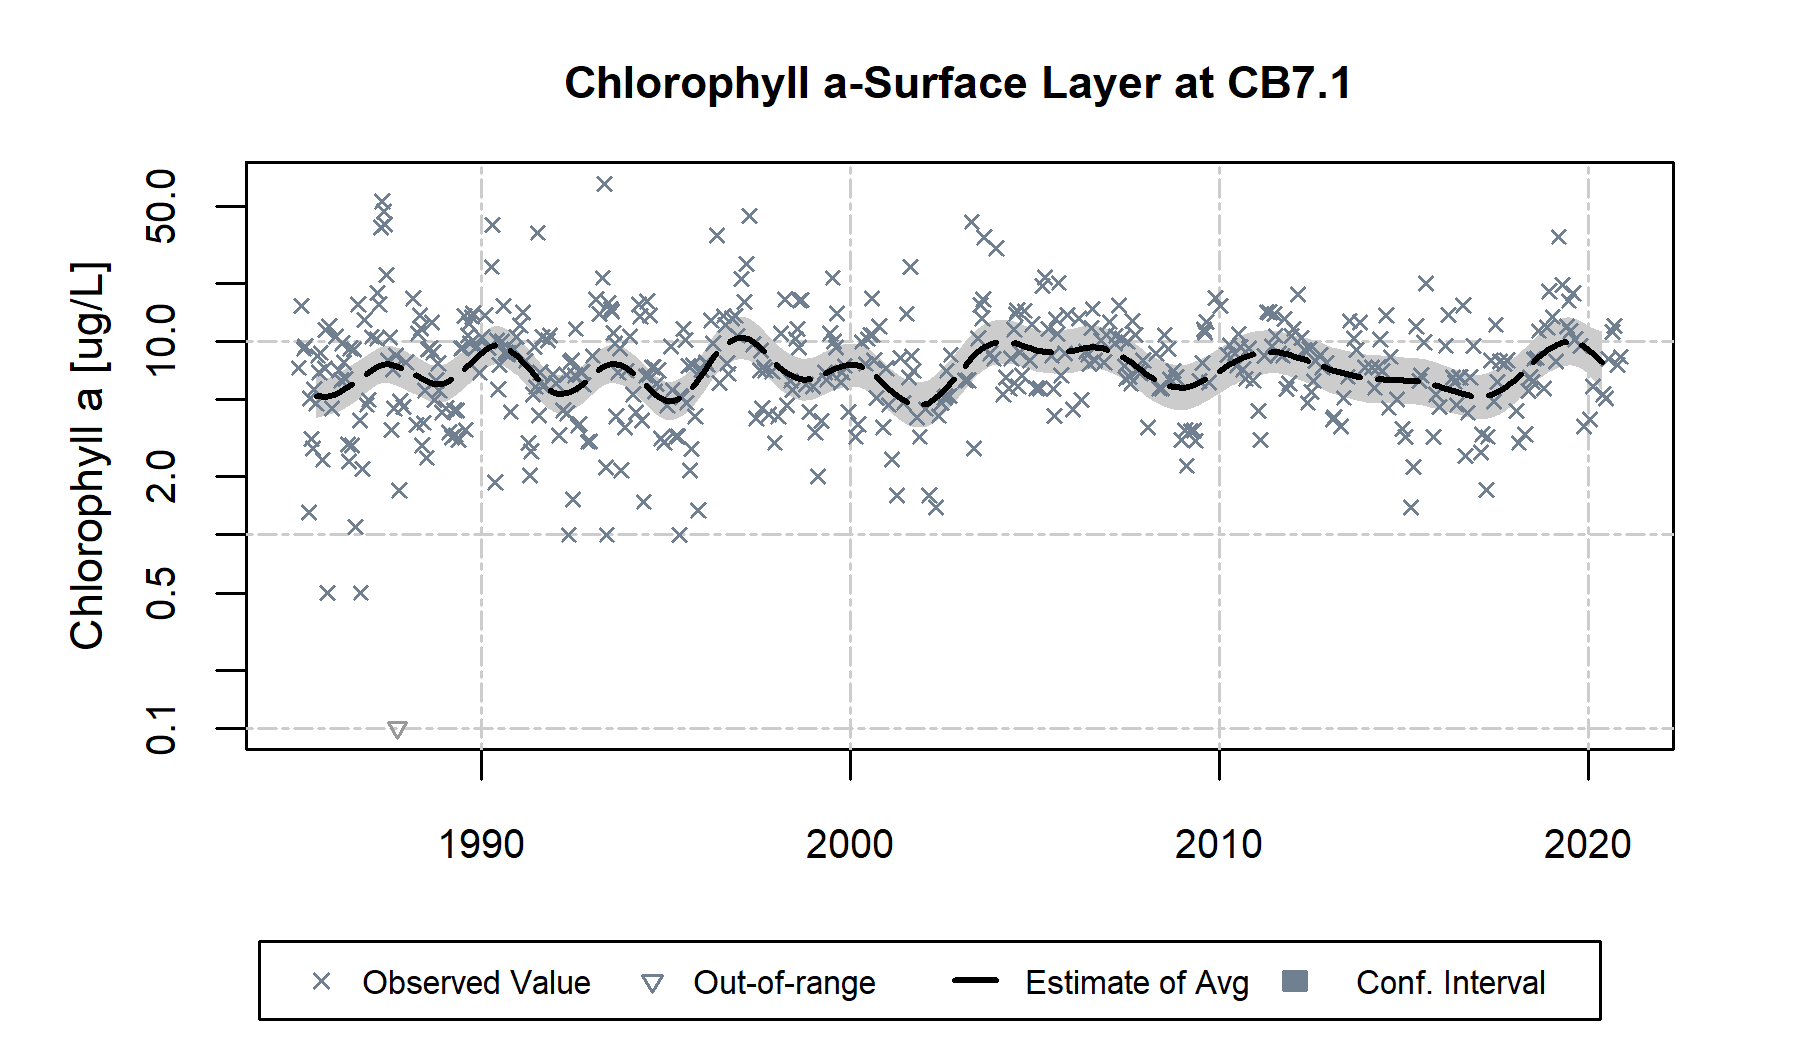 Chlorophyll a-Surface Layer at CB7.1
Chlorophyll a [ug/L]
50.0
10.0
2.0
0.5
0.1
1990 2000 2010 2020
Observed Value Out-of-range Estimate of Avg Conf. Interval